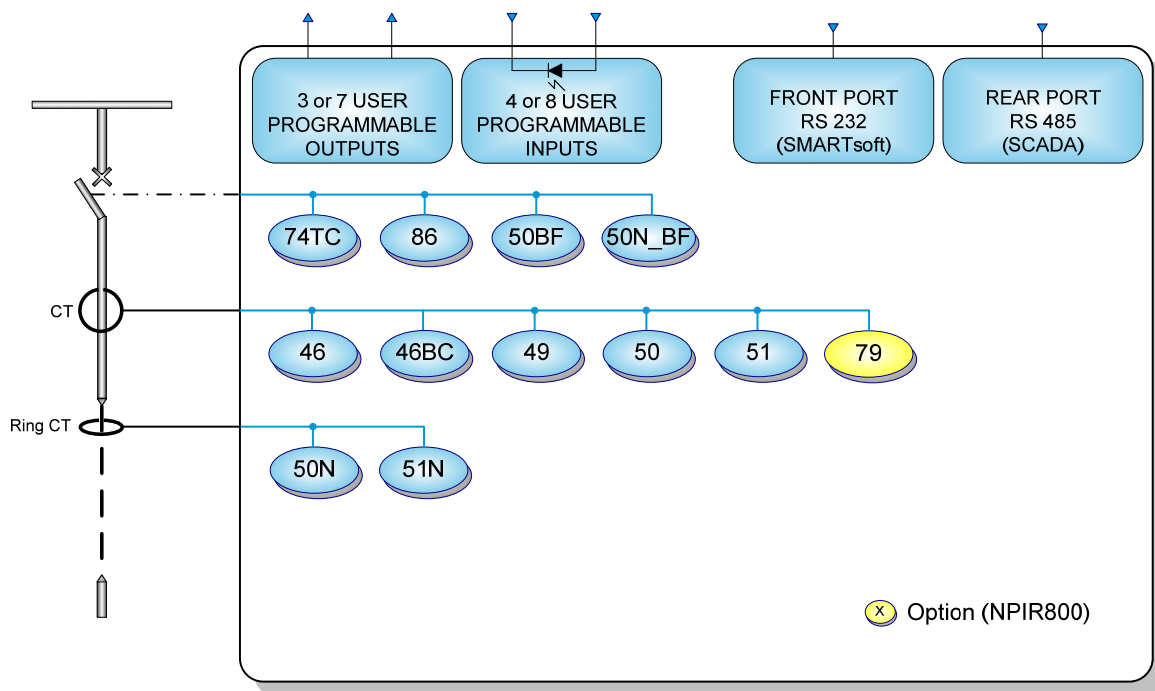 3 or 7 USER
PROGRAMMABLE
OUTPUTS
4 or 8 USER
PROGRAMMABLE
INPUTS
FRONT PORT
RS 232
(SMARTsoft)
REAR PORT
RS 485
(SCADA)
74TC
86
50BF
50N_BF
CT
46
46BC
49
50
51
79
Ring CT
50N
51N
X
Option (NPIR800)